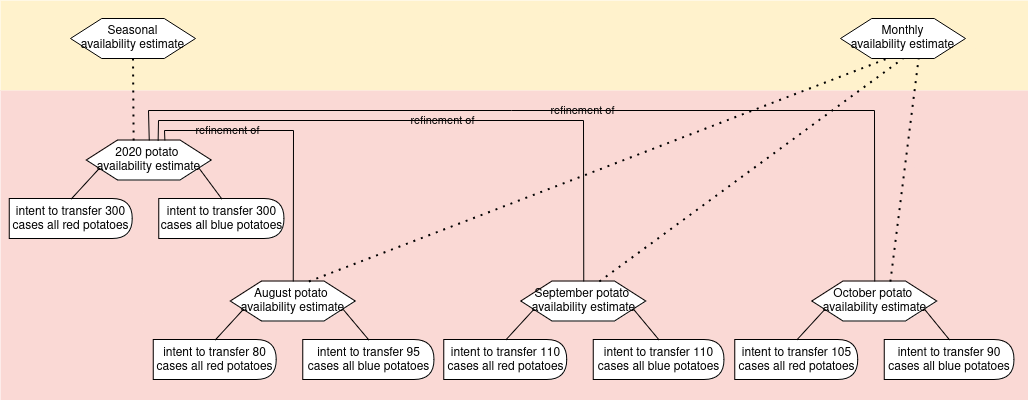 Seasonal
availability estimate
Monthly
availability estimate
refinement of
refinement of
refinement of
2020 potato
availability estimate
intent to transfer 300
cases all red potatoes
intent to transfer 300
cases all blue potatoes
August potato
availability estimate
September potato
availability estimate
October potato
availability estimate
intent to transfer 80
cases all red potatoes
intent to transfer 95
cases all blue potatoes
intent to transfer 110
cases all red potatoes
intent to transfer 110
cases all blue potatoes
intent to transfer 105
cases all red potatoes
intent to transfer 90
cases all blue potatoes